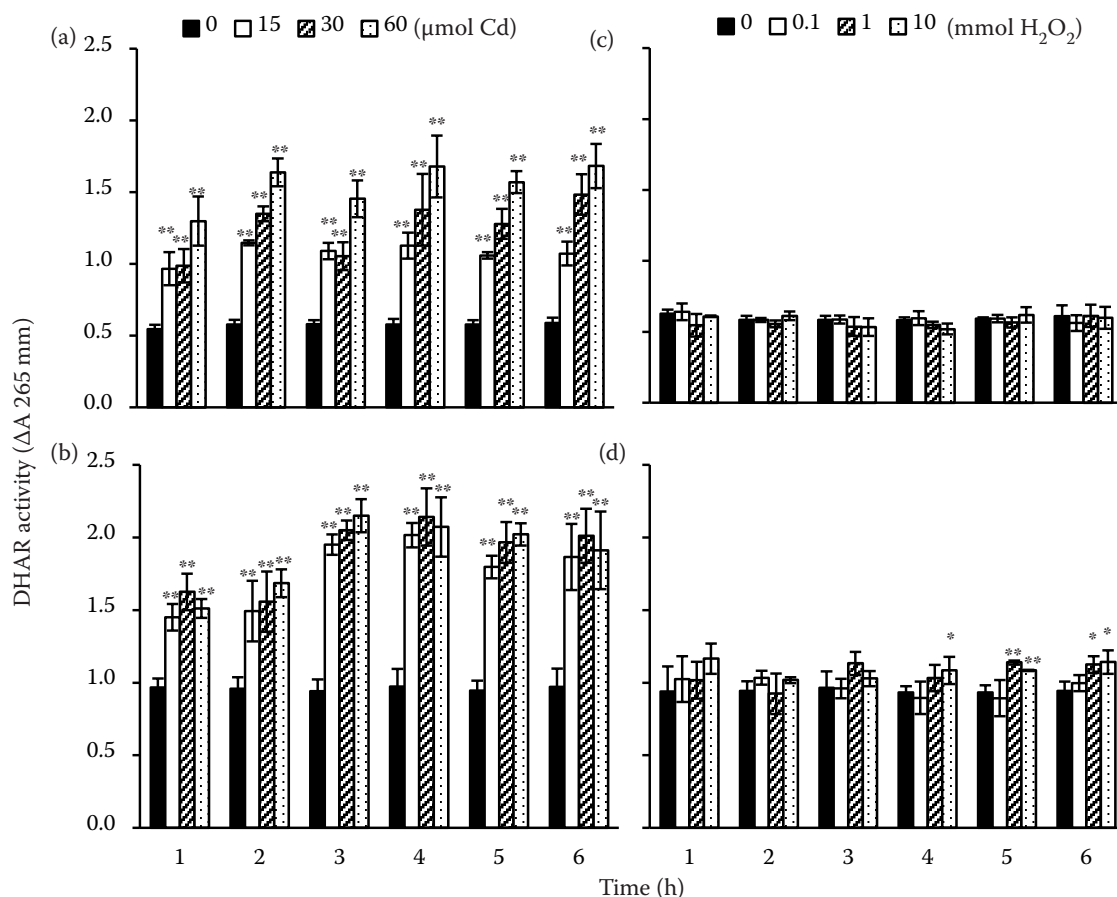 (a) 0 15 30 60 (µmol Cd)
2.5
2.0
1.5
1.0
0.5
0.0
** ** ** ** ** ** ** ** ** ** ** ** ** ** ** ** ** **
(c) 0 0.1 1 10 (mmol H₂O₂)
DHAR activity (ΔA 265 mm)
(b)
2.5
2.0
1.5
1.0
0.5
0.0
** ** ** ** ** ** ** ** ** ** ** ** ** ** ** ** ** **
1 2 3 4 5 6
(d)
* ** ** * *
1 2 3 4 5 6
Time (h)